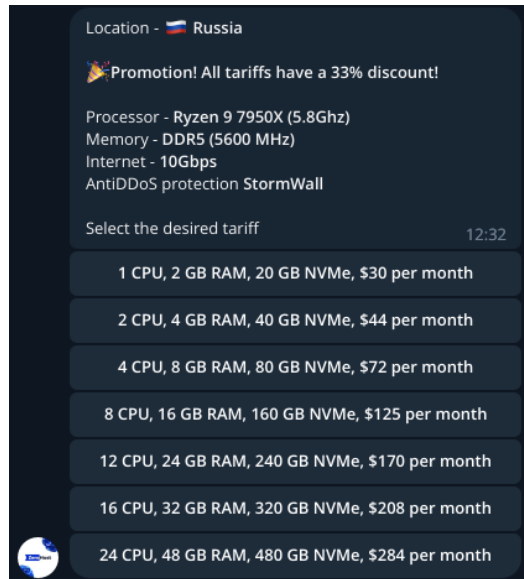 Location - 🇷🇺 Russia
🎉Promotion! All tariffs have a 33% discount!
Processor - Ryzen 9 7950X (5.8Ghz)
Memory - DDR5 (5600 MHz)
Internet - 10Gbps
AntiDDoS protection StormWall
Select the desired tariff
12:32
1 CPU, 2 GB RAM, 20 GB NVMe, $30 per month
2 CPU, 4 GB RAM, 40 GB NVMe, $44 per month
4 CPU, 8 GB RAM, 80 GB NVMe, $72 per month
8 CPU, 16 GB RAM, 160 GB NVMe, $125 per month
12 CPU, 24 GB RAM, 240 GB NVMe, $170 per month
16 CPU, 32 GB RAM, 320 GB NVMe, $208 per month
24 CPU, 48 GB RAM, 480 GB NVMe, $284 per month